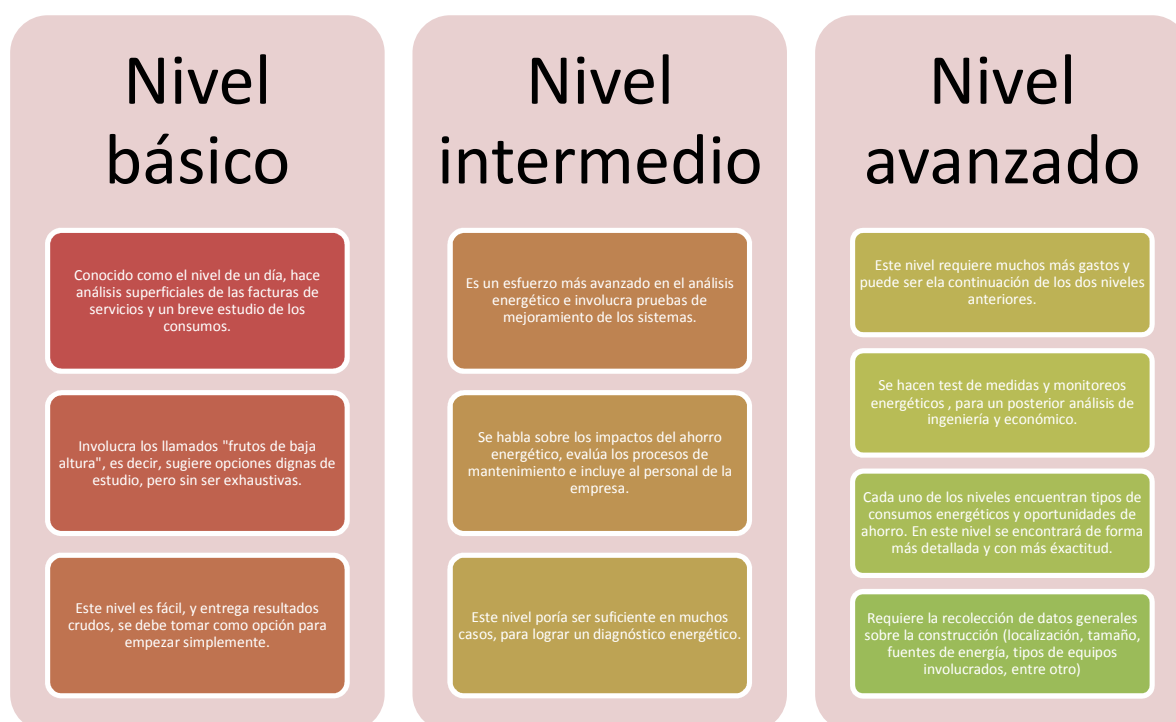 Nivel
básico
Conocido como el nivel de un día, hace
análisis superficiales de las facturas de
servicios y un breve estudio de los
consumos.
Involucra los llamados "frutos de baja
altura", es decir, sugiere opciones dignas de
estudio, pero sin ser exhaustivas.
Este nivel es fácil, y entrega resultados
crudos, se debe tomar como opción para
empezar simplemente.
Nivel
intermedio
Es un esfuerzo más avanzado en el análisis
energético e involucra pruebas de
mejoramiento de los sistemas.
Se habla sobre los impactos del ahorro
energético, evalúa los procesos de
mantenimiento e incluye al personal de la
empresa.
Este nivel poría ser suficiente en muchos
casos, para lograr un diagnóstico energético.
Nivel
avanzado
Este nivel requiere muchos más gastos y
puede ser ela continuación de los dos niveles
anteriores.
Se hacen test de medidas y monitoreos
energéticos , para un posterior análisis de
ingeniería y económico.
Cada uno de los niveles encuentran tipos de
consumos energéticos y oportunidades de
ahorro. En este nivel se encontrará de forma
más detallada y con más éxactitud.
Requiere la recolección de datos generales
sobre la construcción (localización, tamaño,
fuentes de energía, tipos de equipos
involucrados, entre otro)